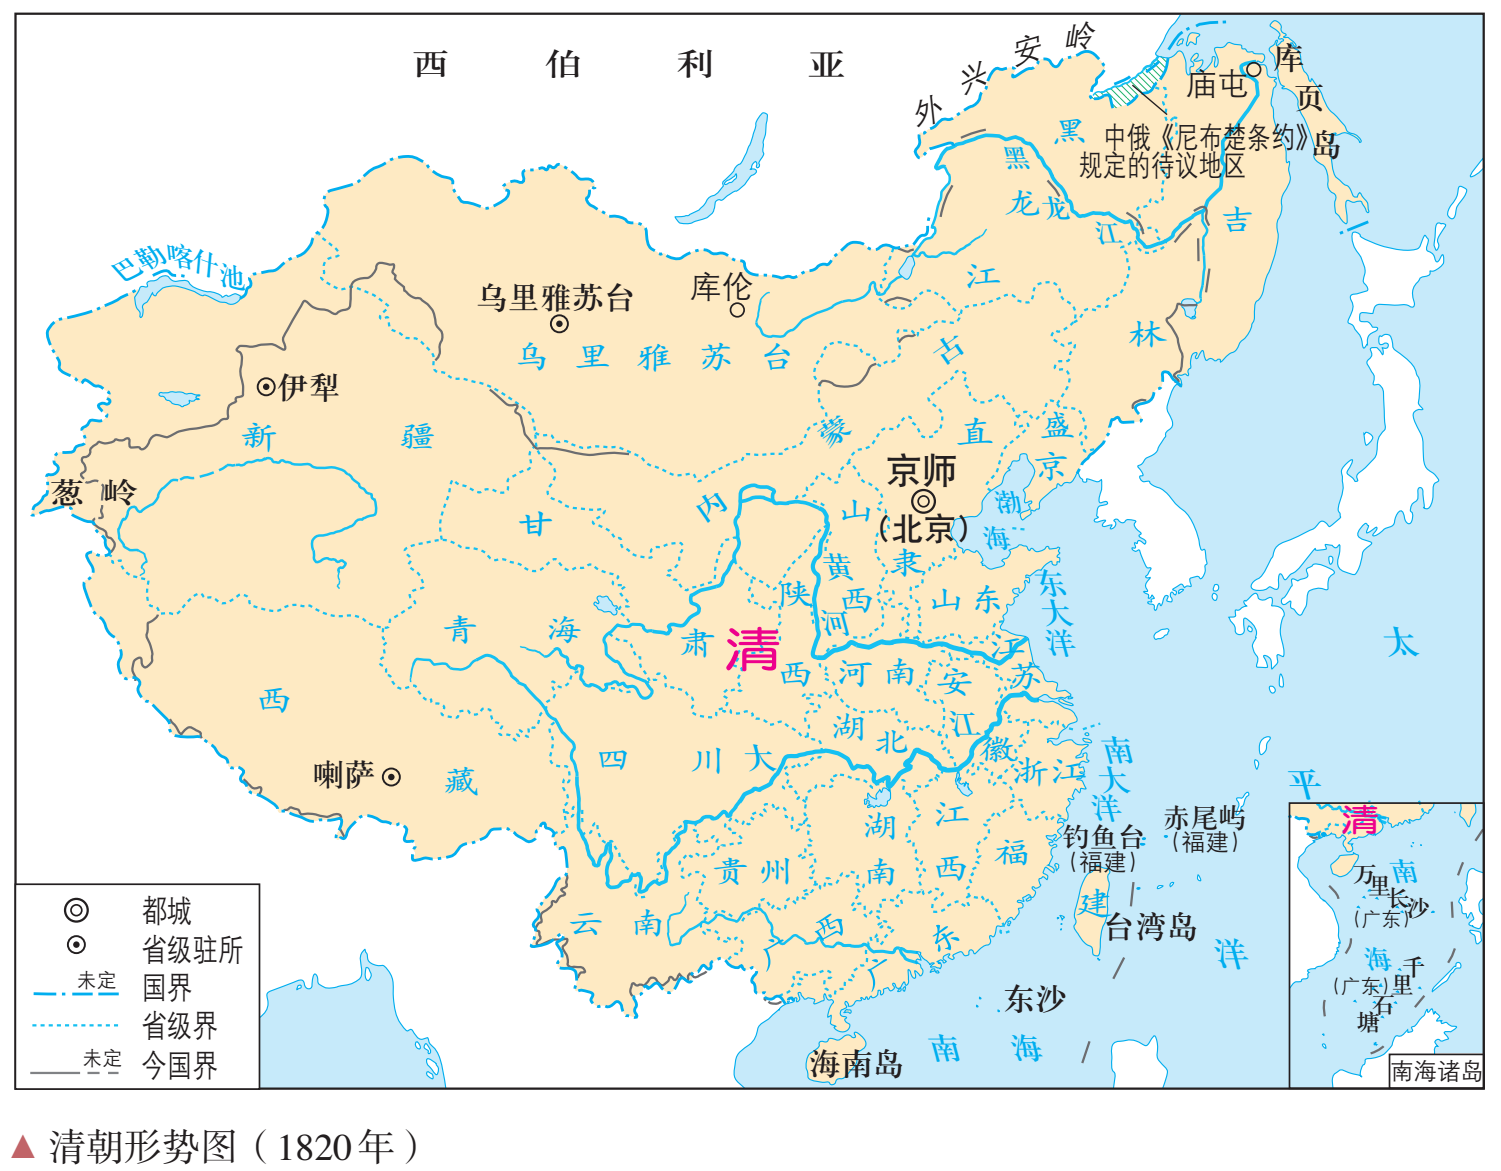 西伯利亚
外兴安岭
库页岛
庙屯
中俄《尼布楚条约》
规定的待议地区
黑龙江
黑龙江
吉林
巴勒喀什池
乌里雅苏台
库伦
乌里雅苏台
伊犁
新疆
葱岭
内蒙古
直隶
盛京
京师
(北京)
渤海
甘肃
山西
黄河
陕西
山东
东大洋
青海
清
河南
江苏
安徽
太平洋
西藏
喇萨
四川
湖北
大江
浙江
南大洋
钓鱼台
(福建)
赤尾屿
(福建)
湖南
江西
福建
台湾岛
贵州
云南
广西
广东
东沙
南海
海南岛
清
南海
万里长沙
(广东)
千里石塘
(广东)
南海诸岛
都城
省级驻所
未定
国界
省级界
未定
今国界
▲ 清朝形势图（1820年）